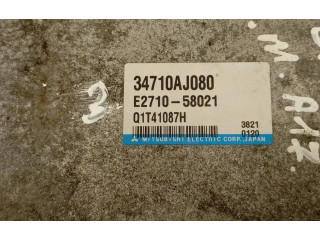 34710AJ080
E2710-58021
Q1T41087H
3821
0120
MITSUBISHI ELECTRIC CORP. JAPAN
3